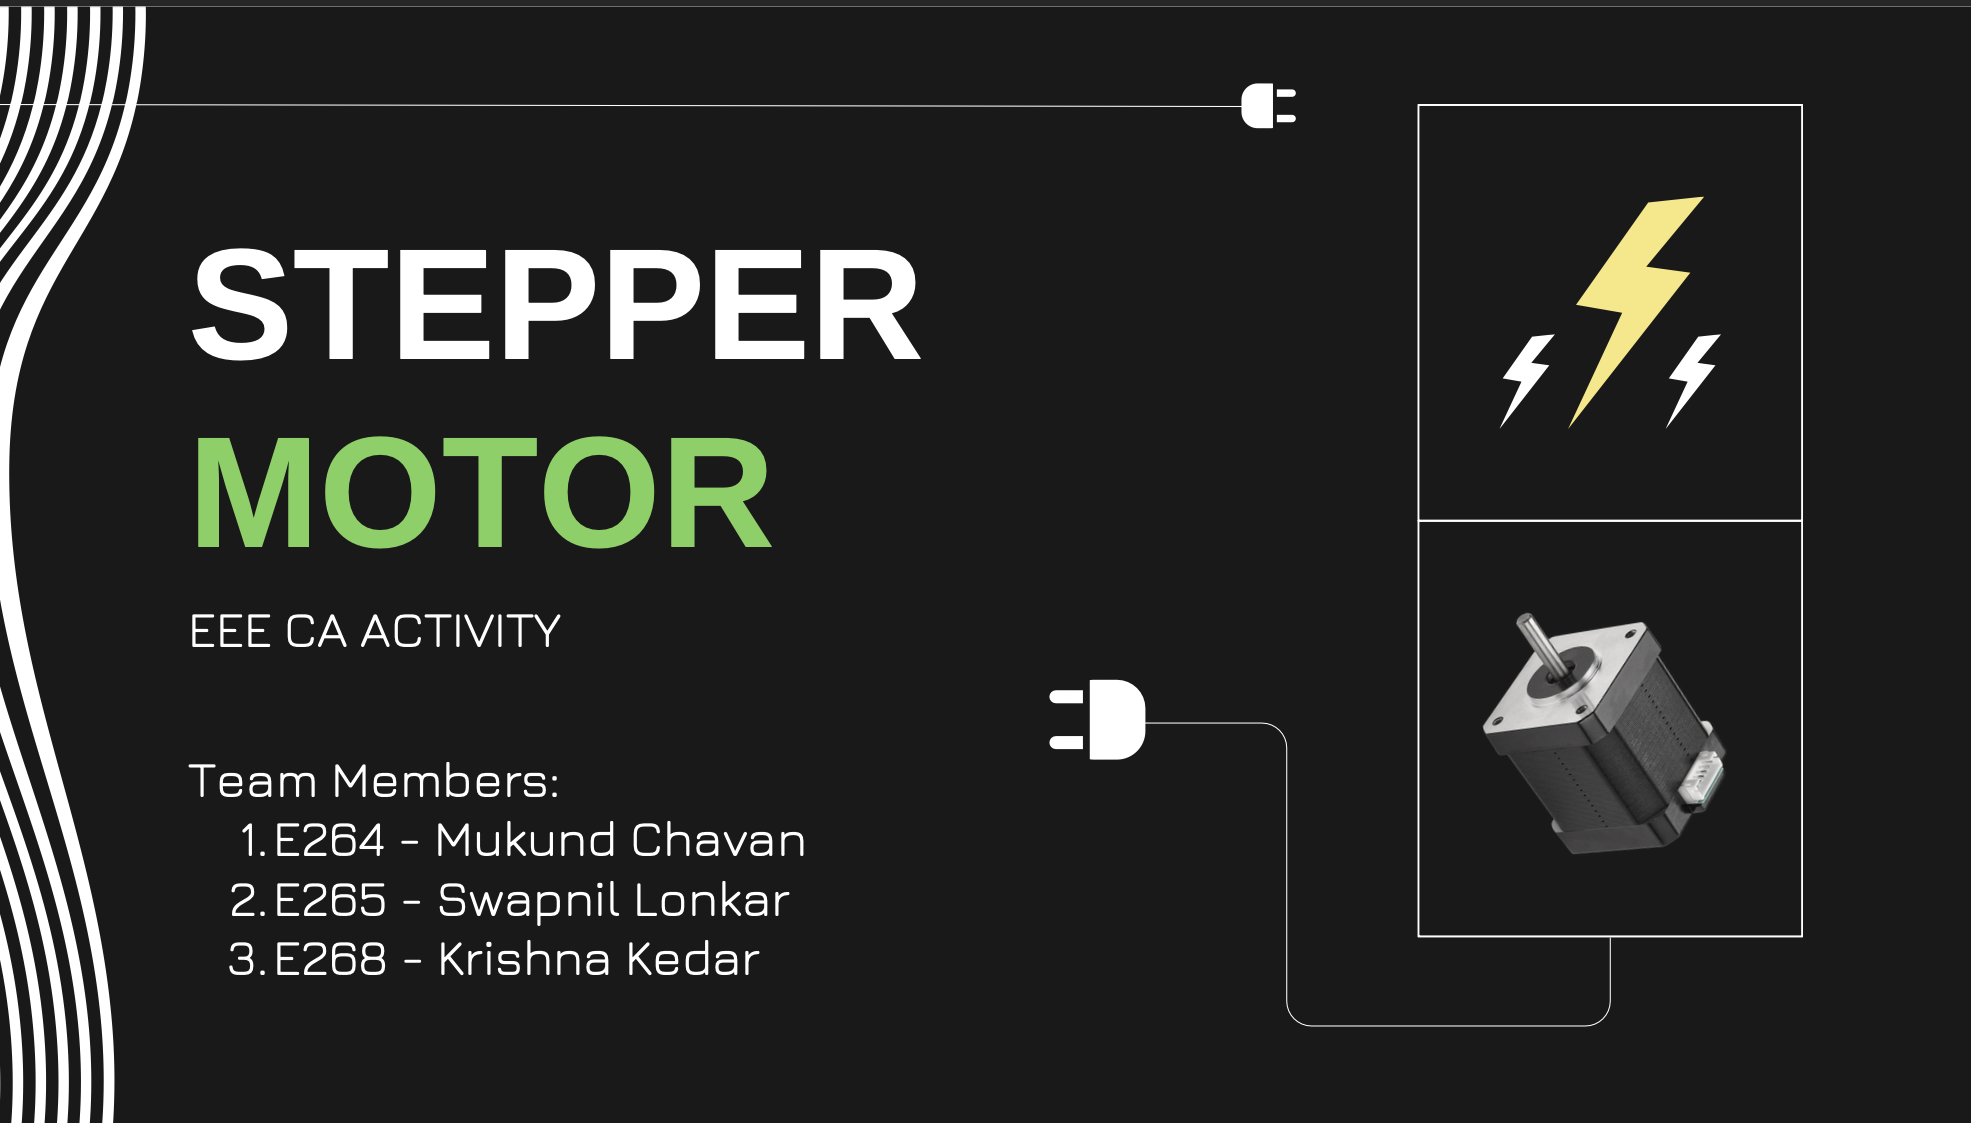 STEPPER
MOTOR
EEE CA ACTIVITY
Team Members:
1. E264 - Mukund Chavan
2. E265 - Swapnil Lonkar
3. E268 - Krishna Kedar